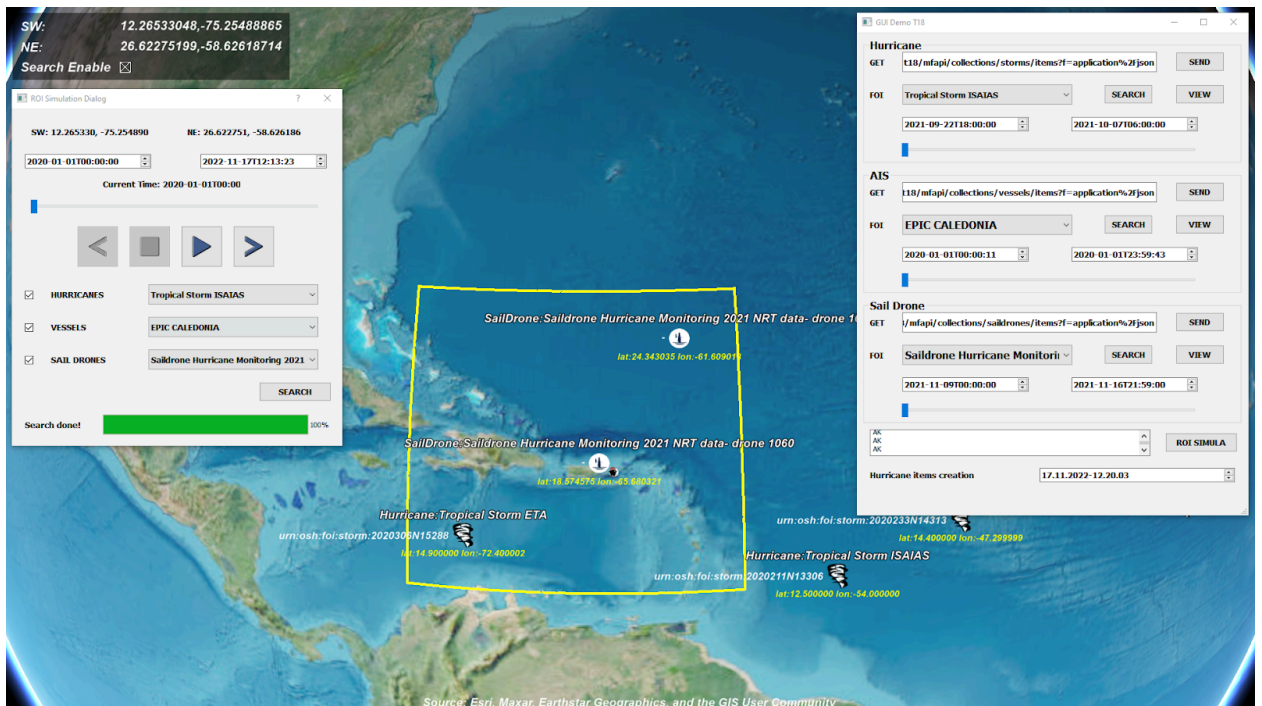 SW: 12.26533048,-75.25488865
NE: 26.62275199,-58.62618714
Search Enable
ROI Simulation Dialog
SW: 12.265330, -75.254890 NE: 26.622751, -58.626186
2020-01-01T00:00:00 2022-11-17T12:13:23
Current Time: 2020-01-01T00:00
HURRICANES Tropical Storm ISAIAS
VESSELS EPIC CALEDONIA
SAIL DRONES Saildrone Hurricane Monitoring 2021
SEARCH
Search done! 100%
GUI Demo T18
Hurricane
GET t18/mfapi/collections/storms/items?f=application%2Fjson SEND
FOI Tropical Storm ISAIAS SEARCH VIEW
2021-09-22T18:00:00 2021-10-07T06:00:00
AIS
GET t18/mfapi/collections/vessels/items?f=application%2Fjson SEND
FOI EPIC CALEDONIA SEARCH VIEW
2020-01-01T00:00:11 2020-01-01T23:59:43
Sail Drone
GET /mfapi/collections/saildrones/items?f=application%2Fjson SEND
FOI Saildrone Hurricane Monitori SEARCH VIEW
2021-11-09T00:00:00 2021-11-16T21:59:00
AK
AK
AK
ROI SIMULA
Hurricane items creation 17.11.2022-12.20.03
SailDrone:Saildrone Hurricane Monitoring 2021 NRT data- drone
lat:24.343035 lon:-61.60901
SailDrone:Saildrone Hurricane Monitoring 2021 NRT data- drone 1060
lat:18.574575 lon:-65.680321
Hurricane:Tropical Storm ETA
urn:osh:foi:storm:2020306N15288
lat:14.900000 lon:-72.400002
urn:osh:foi:storm:2020233N14313
lat:14.400000 lon:-47.299999
Hurricane:Tropical Storm ISAIAS
urn:osh:foi:storm:2020211N13306
lat:12.500000 lon:-54.000000
Source: Esri, Maxar, Earthstar Geographics, and the GIS User Community